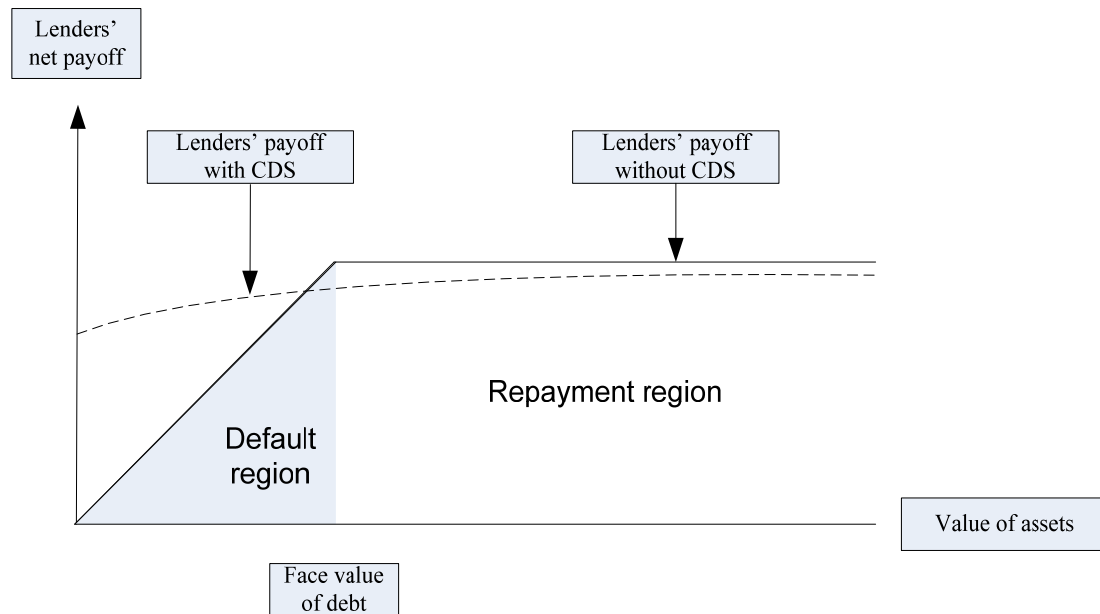 Lenders’
net payoff
Lenders’ payoff
with CDS
Lenders’ payoff
without CDS
Repayment region
Default
region
Value of assets
Face value
of debt